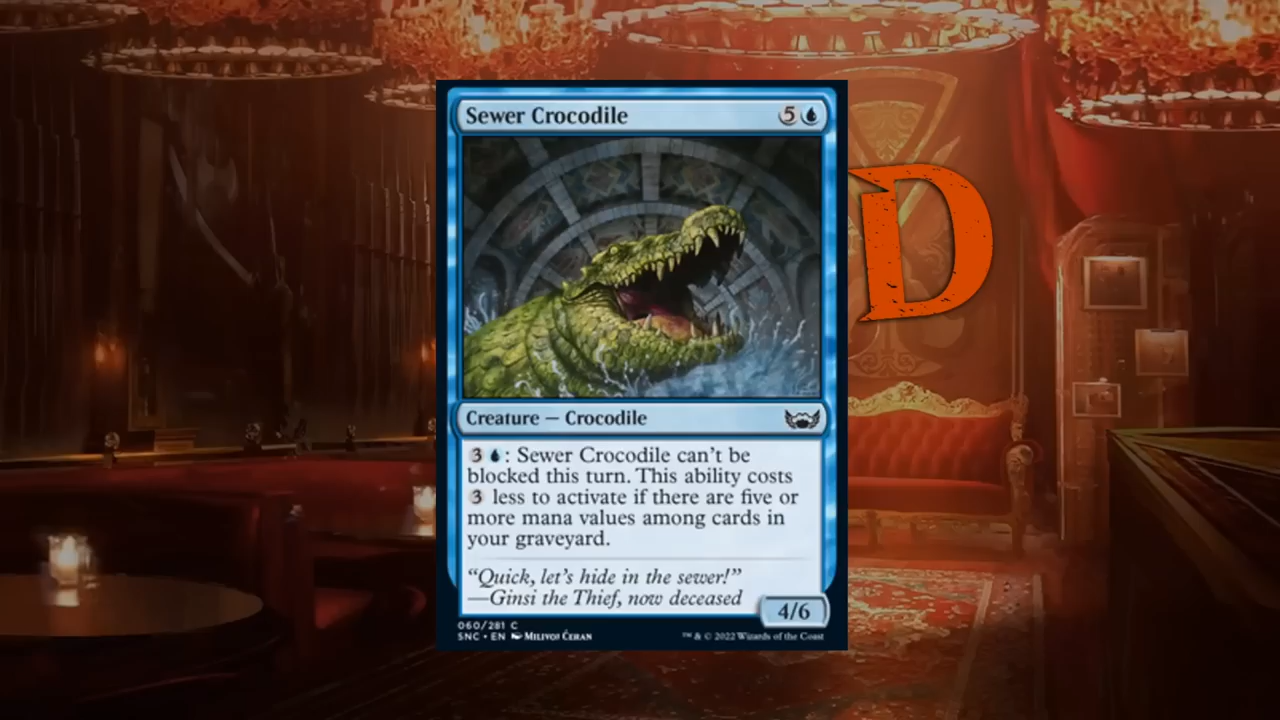 Sewer Crocodile 5
D
Creature — Crocodile
3 : Sewer Crocodile can't be
blocked this turn. This ability costs
3 less to activate if there are five or
more mana values among cards in
your graveyard.
“Quick, let's hide in the sewer!”
—Ginsi the Thief, now deceased
4/6
060/281 C
SNC • EN Milivoj Ćeran
™ & © 2022 Wizards of the Coast